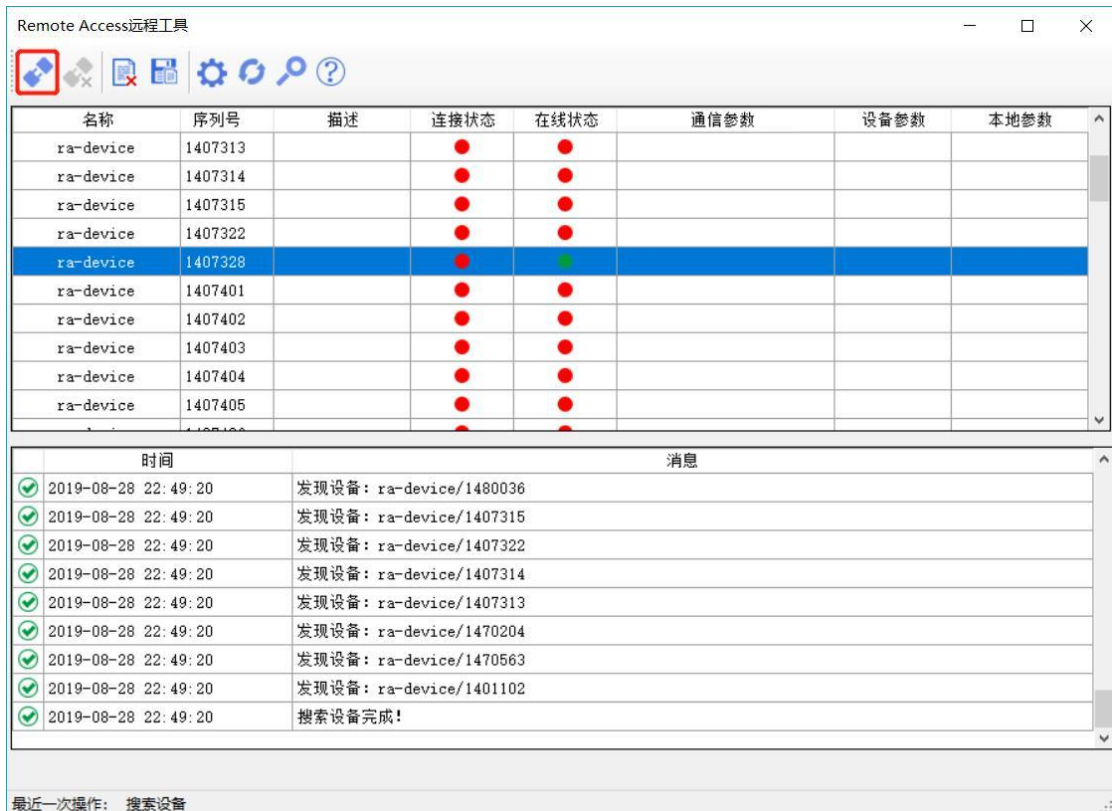 Remote Access远程工具
名称 序列号 描述 连接状态 在线状态 通信参数 设备参数 本地参数
ra-device 1407313
ra-device 1407314
ra-device 1407315
ra-device 1407322
ra-device 1407328
ra-device 1407401
ra-device 1407402
ra-device 1407403
ra-device 1407404
ra-device 1407405
时间 消息
2019-08-28 22:49:20 发现设备: ra-device/1480036
2019-08-28 22:49:20 发现设备: ra-device/1407315
2019-08-28 22:49:20 发现设备: ra-device/1407322
2019-08-28 22:49:20 发现设备: ra-device/1407314
2019-08-28 22:49:20 发现设备: ra-device/1407313
2019-08-28 22:49:20 发现设备: ra-device/1470204
2019-08-28 22:49:20 发现设备: ra-device/1470563
2019-08-28 22:49:20 发现设备: ra-device/1401102
2019-08-28 22:49:20 搜索设备完成!
最近一次操作: 搜索设备